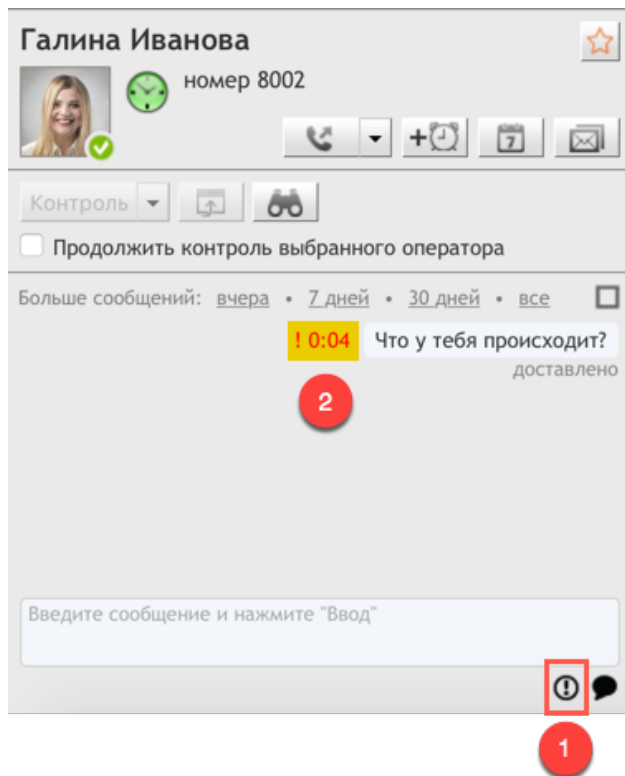 Галина Иванова
номер 8002
+
7
Контроль
Продолжить контроль выбранного оператора
Больше сообщений: вчера • 7 дней • 30 дней • все
! 0:04 Что у тебя происходит?
доставлено
2
Введите сообщение и нажмите "Ввод"
!
1